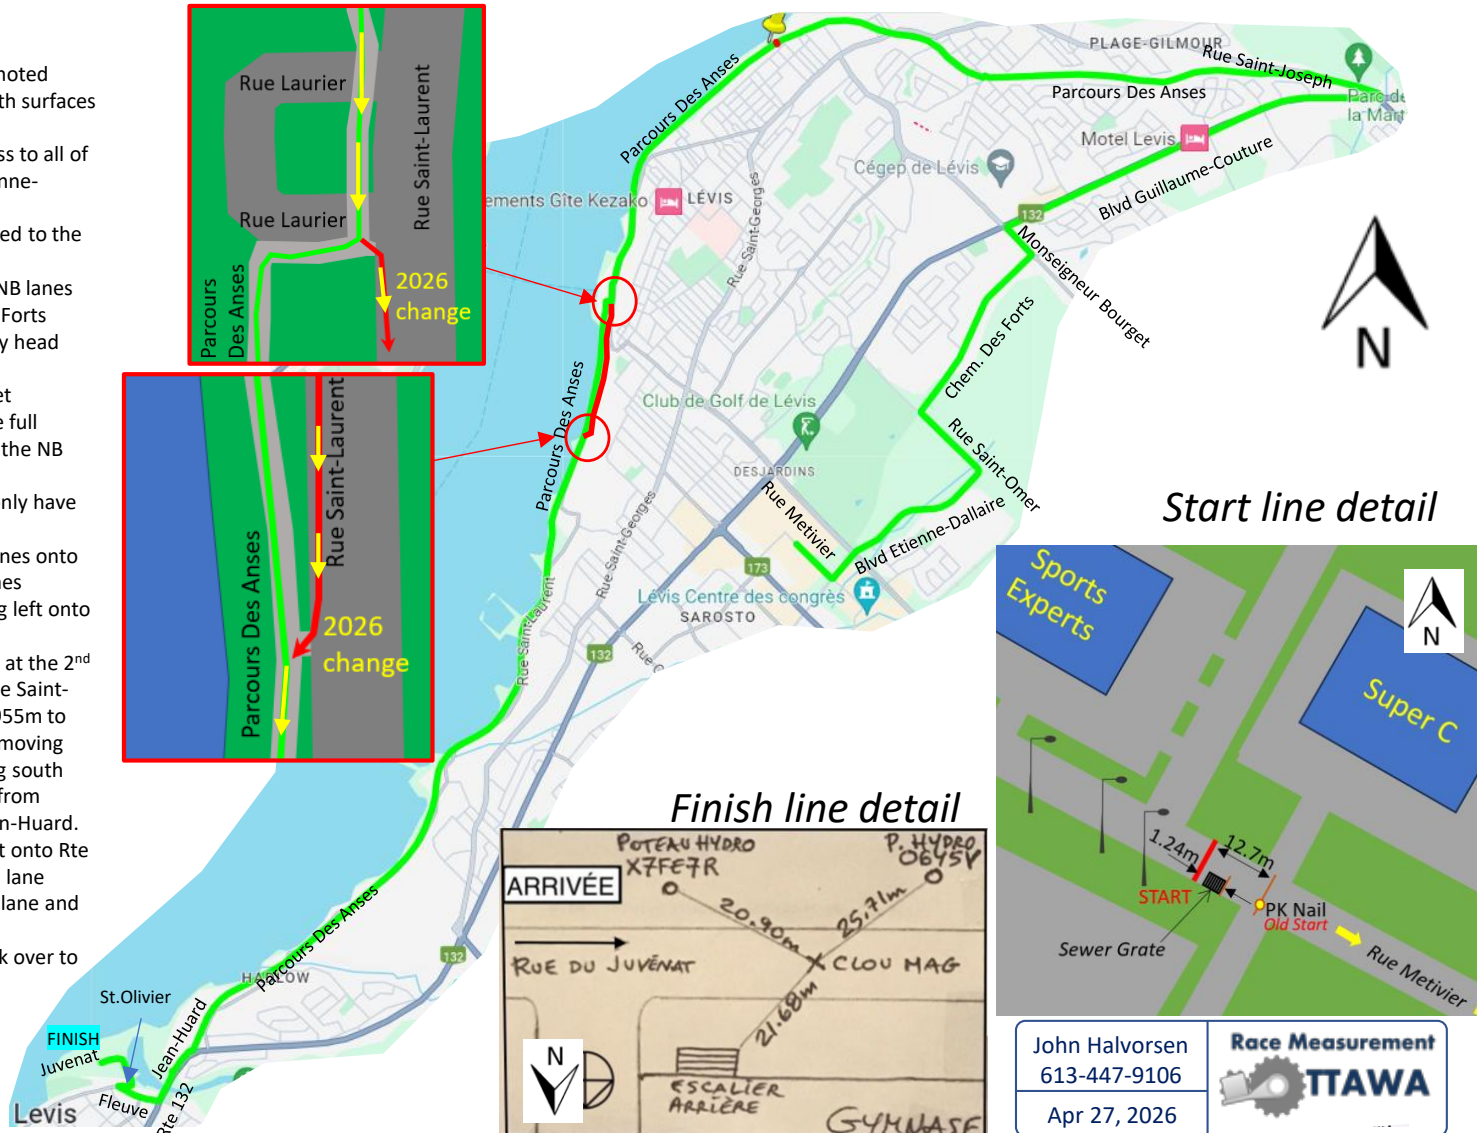 noted
th surfaces
ss to all of
nne-
ed to the
NB lanes
Forts
y head
et
e full
the NB
only have
nes onto
nes
g left onto
at the 2nd
e Saint-
955m to
moving
g south
from
n-Huard.
t onto Rte
lane
lane and
k over to
Rue Laurier
Rue Laurier
Rue Saint-Laurent
Parcours
Des Anses
2026
change
Rue Saint-Laurent
Parcours Des Anses
2026
change
Parcours Des Anses
PLAGE-GILMOUR
Rue Saint-Joseph
Parcours Des Anses
Parc de
la Mart
Motel Levis
Blvd Guillaume-Couture
Cégep de Lévis
ements Gîte Kezako
LÉVIS
Rue Saint-Georges
132
Monseigneur Bourget
Chem. Des Forts
Club de Golf de Lévis
Parcours Des Anses
DESJARDINS
Rue Saint-Omer
Rue Metivier
Blvd Etienne-Dallaire
Rue Saint-Georges
173
Lévis Centre des congrès
SAROSTO
Rue Saint-Laurent
132
Rue
N
Start line detail
Sports
Experts
Super C
N
1.24m
12.7m
START
PK Nail
Old Start
Sewer Grate
Rue Metivier
Finish line detail
POTEAU HYDRO
X7FE7R
P. HYDRO
O645V
ARRIVÉE
20.90m
25.71m
RUE DU JUVÉNAT
CLOU MAG
21.68m
N
ESCALIER
ARRIÈRE
GYMNASE
Parcours Des Anses
132
HADLOW
St.Olivier
Jean-Huard
FINISH
Juvenat
Fleuve
Rte 132
Levis
John Halvorsen
613-447-9106
Apr 27, 2026
Race Measurement
TTAWA